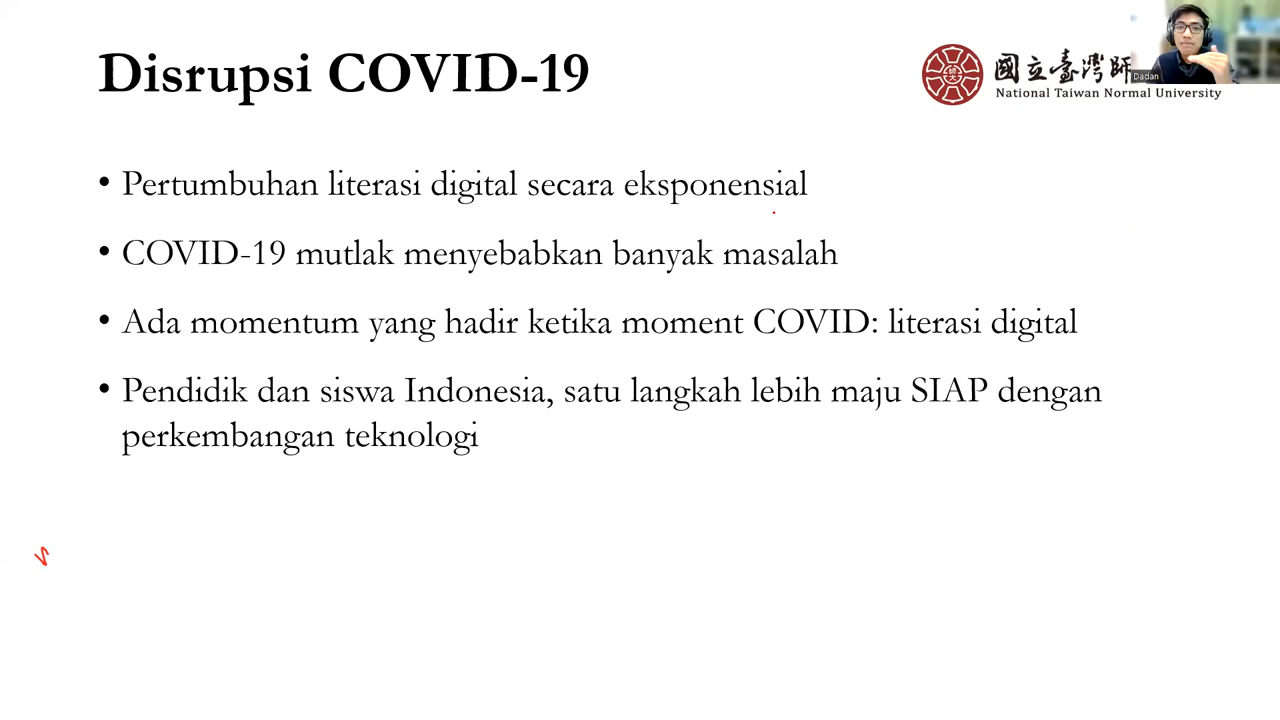 Disrupsi COVID-19
國立臺灣師
National Taiwan Normal University
Dadan
• Pertumbuhan literasi digital secara eksponensial
• COVID-19 mutlak menyebabkan banyak masalah
• Ada momentum yang hadir ketika moment COVID: literasi digital
• Pendidik dan siswa Indonesia, satu langkah lebih maju SIAP dengan
perkembangan teknologi